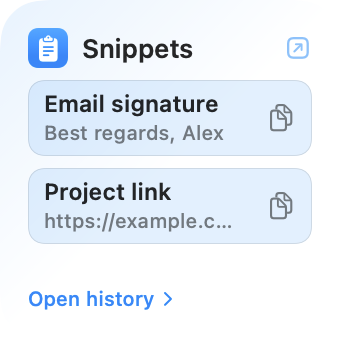 Snippets
Email signature
Best regards, Alex
Project link
https://example.c...
Open history